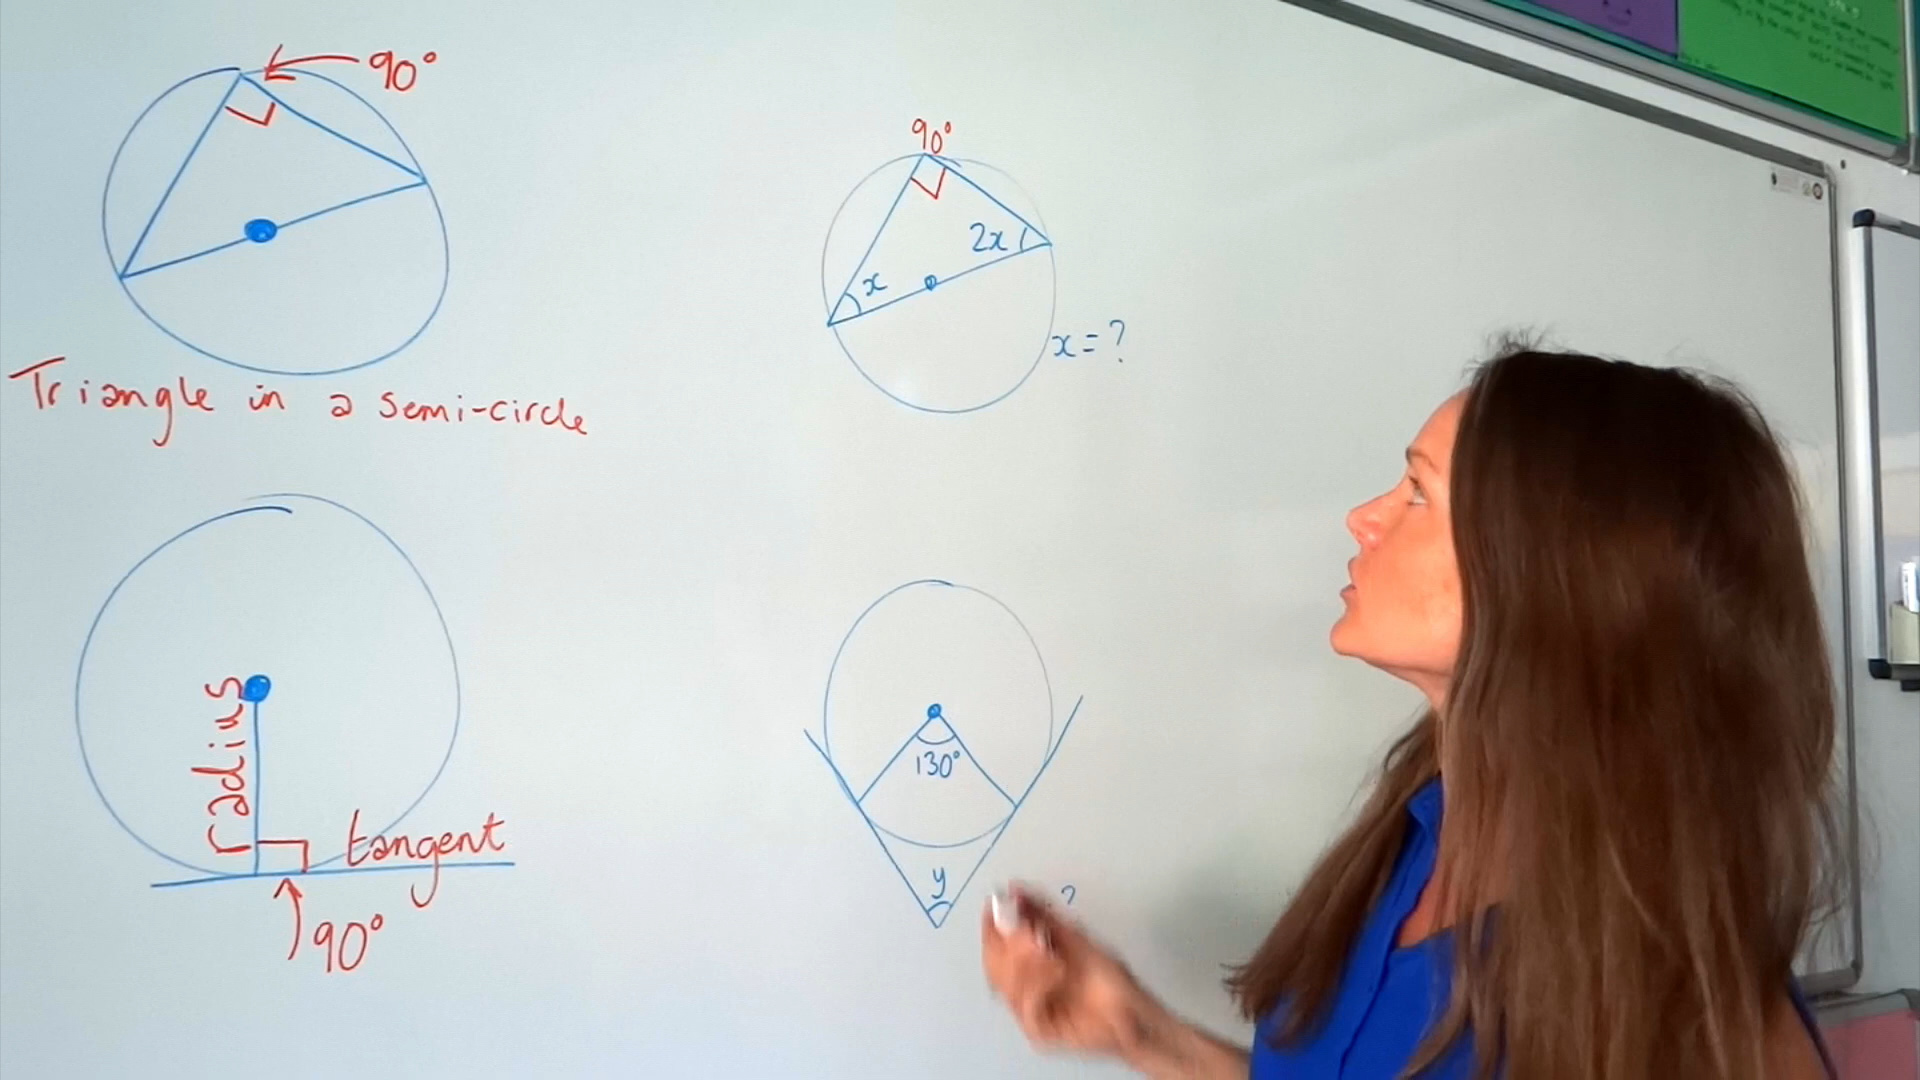 90°
Triangle in a semi-circle
90°
x
2x
x = ?
radius
tangent
90°
130°
y
?